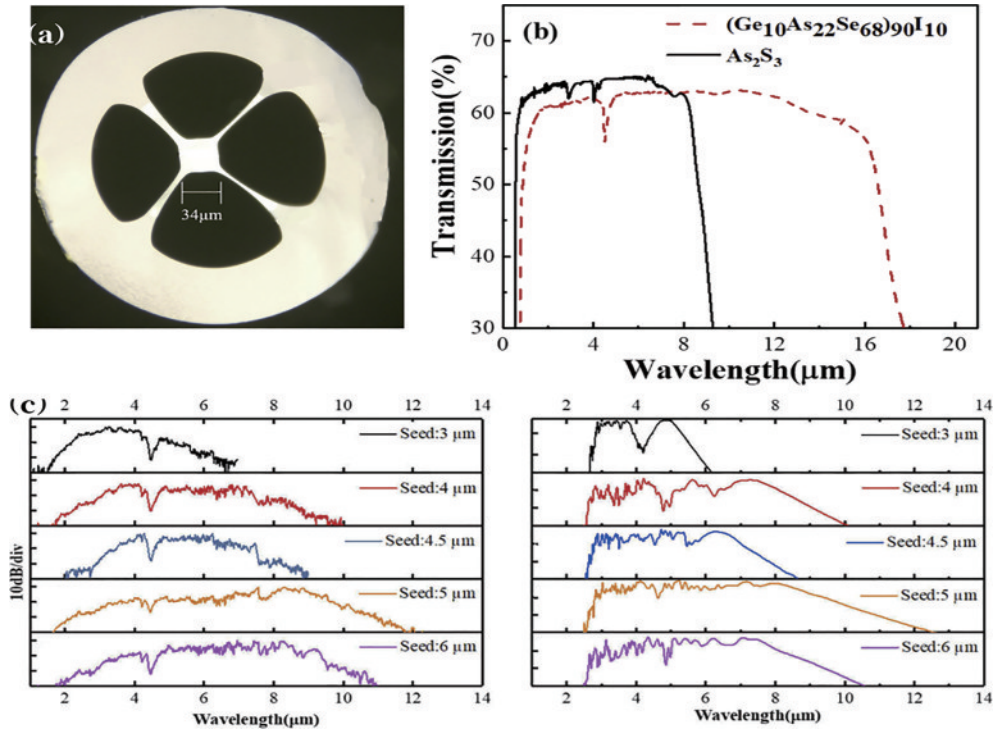 (a)
34μm
(b)
(Ge10As22Se68)90I10
As2S3
Transmission(%)
70
60
50
40
30
0 4 8 12 16 20
Wavelength(μm)
(c)
2 4 6 8 10 12 14
Seed:3 μm
Seed:4 μm
Seed:4.5 μm
Seed:5 μm
Seed:6 μm
10dB/div
2 4 6 8 10 12 14
Wavelength(μm)
2 4 6 8 10 12 14
Seed:3 μm
Seed:4 μm
Seed:4.5 μm
Seed:5 μm
Seed:6 μm
2 4 6 8 10 12 14
Wavelength(μm)